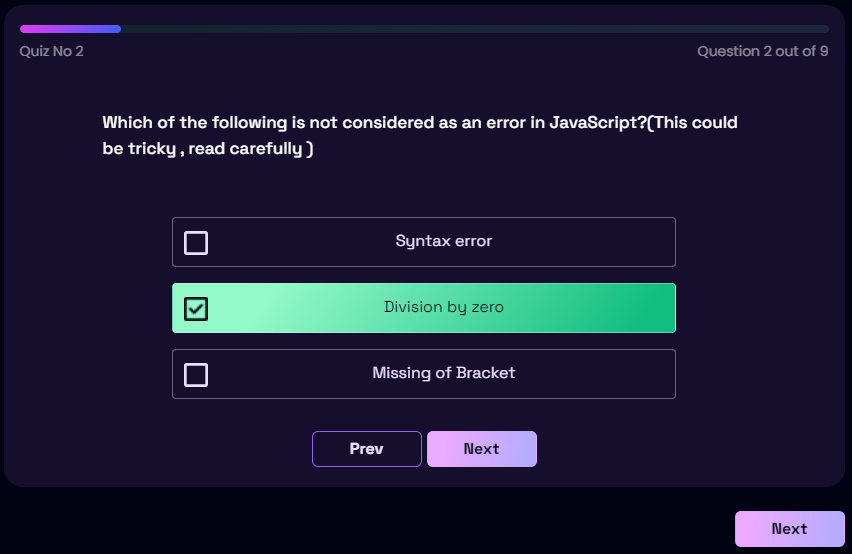 Quiz No 2
Question 2 out of 9
Which of the following is not considered as an error in JavaScript?(This could
be tricky , read carefully )
Syntax error
Division by zero
Missing of Bracket
Prev
Next
Next